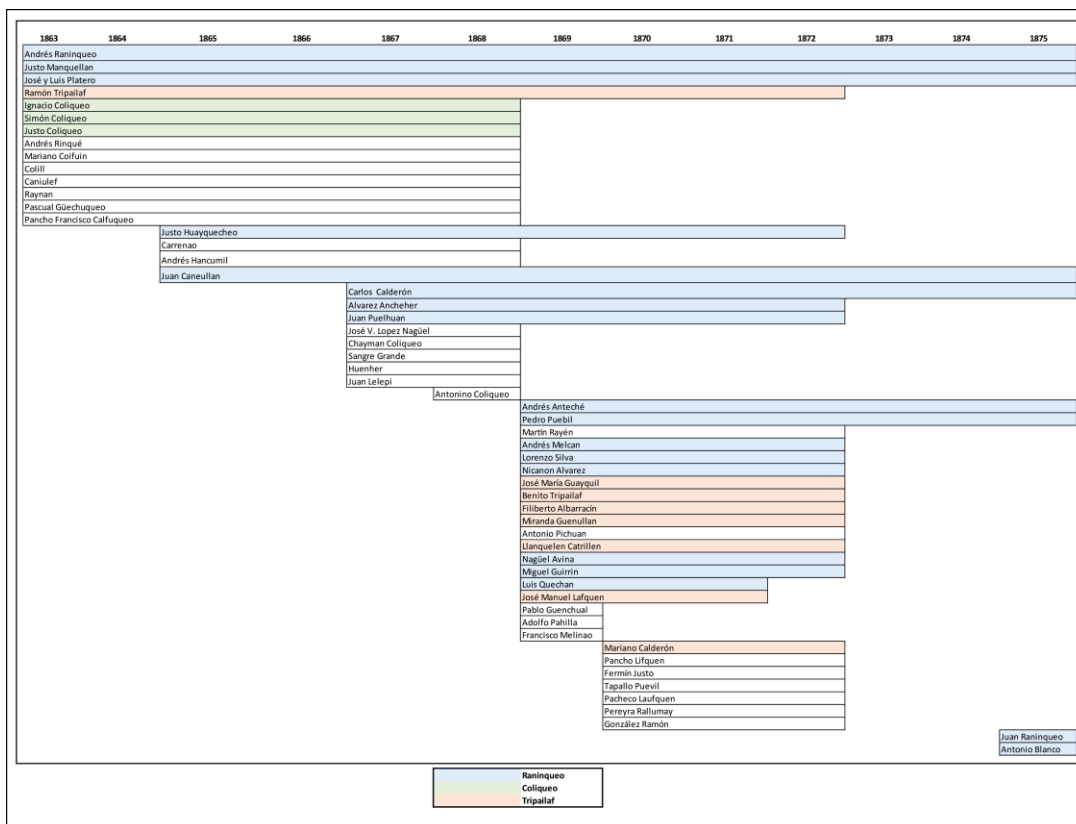 1863 1864 1865 1866 1867 1868 1869 1870 1871 1872 1873 1874 1875
Andrés Raninqueo
Justo Manquellan
José y Luis Platero
Ramón Tripailaf
Ignacio Coliqueo
Simón Coliqueo
Justo Coliqueo
Andrés Rinqué
Mariano Coifuin
Colill
Caniulef
Raynan
Pascual Güechuqueo
Pancho Francisco Calfuqueo
Justo Huayquecheo
Carrenao
Andrés Hancumil
Juan Caneullan
Carlos Calderón
Alvarez Ancheher
Juan Puelhuan
José V. Lopez Nagüel
Chayman Coliqueo
Sangre Grande
Huenher
Juan Lelepi
Antonino Coliqueo
Andrés Anteché
Pedro Puebil
Martín Rayén
Andrés Melcan
Lorenzo Silva
Nicanon Alvarez
José María Guayquil
Benito Tripailaf
Filiberto Albarracín
Miranda Guenullan
Antonio Pichuan
Llanquelen Catrillen
Nagüel Avina
Miguel Guirrin
Luis Quechan
José Manuel Lafquen
Pablo Guenchual
Adolfo Pahilla
Francisco Melinao
Mariano Calderón
Pancho Lifquen
Fermín Justo
Tapallo Puevil
Pacheco Laufquen
Pereyra Rallumay
González Ramón
Juan Raninqueo
Antonio Blanco
Raninqueo
Coliqueo
Tripailaf